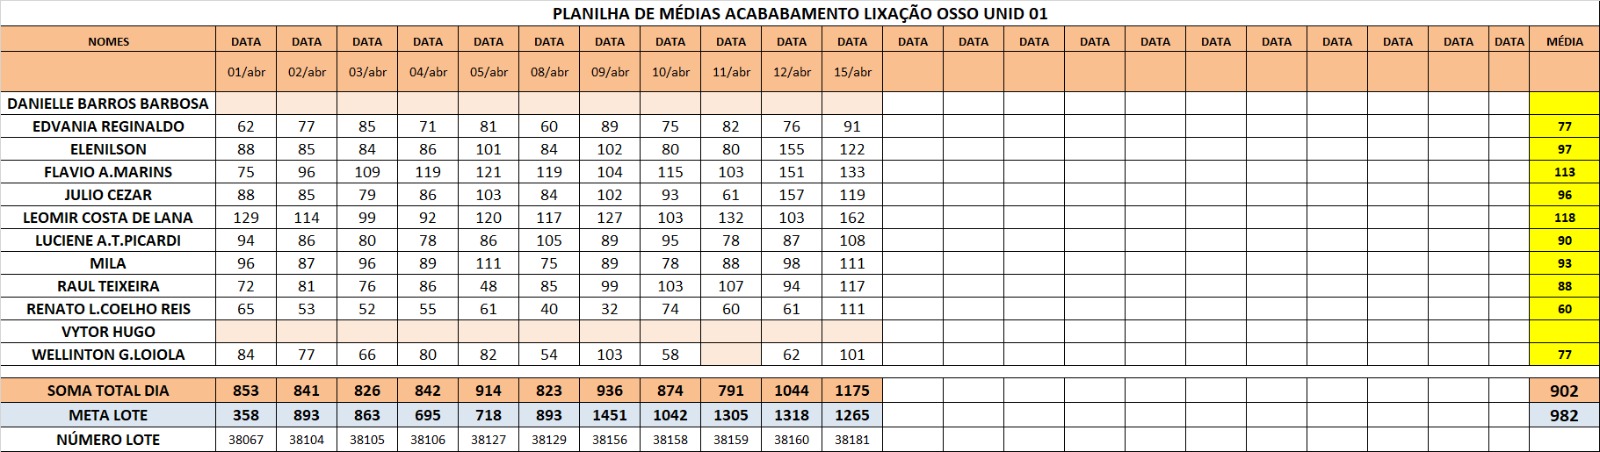 PLANILHA DE MÉDIAS ACABABAMENTO LIXAÇÃO OSSO UNID 01
NOMES DATA DATA DATA DATA DATA DATA DATA DATA DATA DATA DATA DATA DATA DATA DATA DATA DATA DATA DATA DATA DATA DATA MÉDIA
01/abr 02/abr 03/abr 04/abr 05/abr 08/abr 09/abr 10/abr 11/abr 12/abr 15/abr
DANIELLE BARROS BARBOSA
EDVANIA REGINALDO 62 77 85 71 81 60 89 75 82 76 91 77
ELENILSON 88 85 84 86 101 84 102 80 80 155 122 97
FLAVIO A.MARINS 75 96 109 119 121 119 104 115 103 151 133 113
JULIO CEZAR 88 85 79 86 103 84 102 93 61 157 119 96
LEOMIR COSTA DE LANA 129 114 99 92 120 117 127 103 132 103 162 118
LUCIENE A.T.PICARDI 94 86 80 78 86 105 89 95 78 87 108 90
MILA 96 87 96 89 111 75 89 78 88 98 111 93
RAUL TEIXEIRA 72 81 76 86 48 85 99 103 107 94 117 88
RENATO L.COELHO REIS 65 53 52 55 61 40 32 74 60 61 111 60
VYTOR HUGO
WELLINTON G.LOIOLA 84 77 66 80 82 54 103 58 62 101 77
SOMA TOTAL DIA 853 841 826 842 914 823 936 874 791 1044 1175 902
META LOTE 358 893 863 695 718 893 1451 1042 1305 1318 1265 982
NÚMERO LOTE 38067 38104 38105 38106 38127 38129 38156 38158 38159 38160 38181